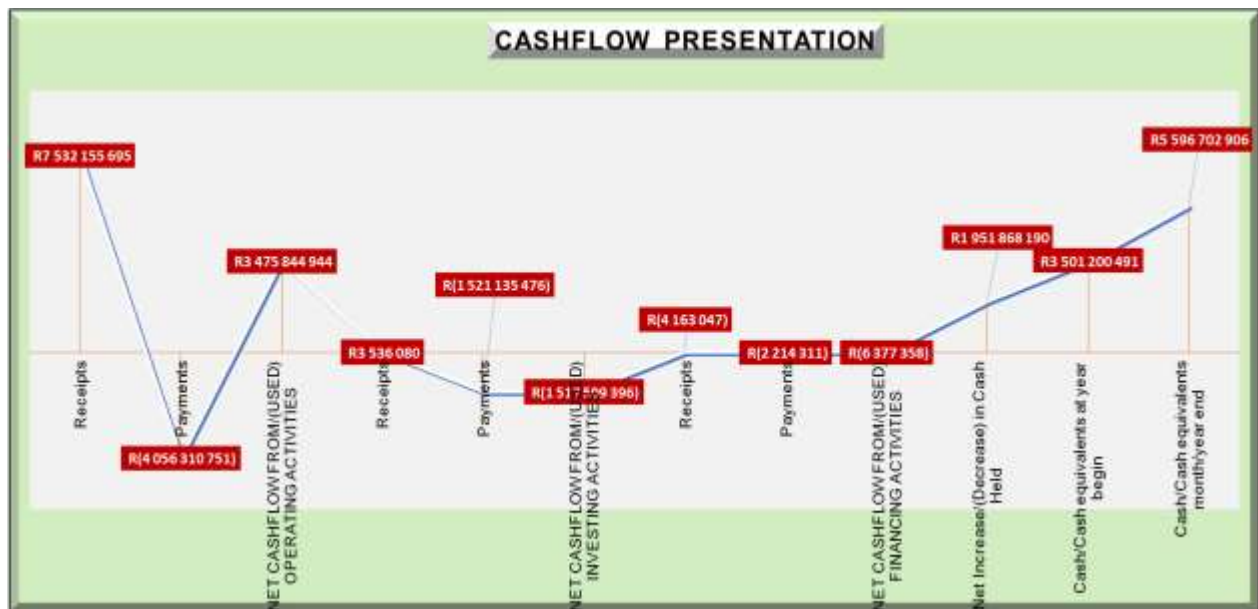 CASHFLOW PRESENTATION
R7 532 155 695
R(4 056 310 751)
R3 475 844 944
R3 536 080
R(1 521 135 476)
R(1 517 599 396)
R(4 163 047)
R(2 214 311)
R(6 377 358)
R1 951 868 190
R3 501 200 491
R5 596 702 906
Receipts
Payments
NET CASHFLOW FROM/(USED)
OPERATING ACTIVITIES
Receipts
Payments
NET CASHFLOW FROM/(USED)
INVESTING ACTIVITIES
Receipts
Payments
NET CASHFLOW FROM/(USED)
FINANCING ACTIVITIES
Net Increase/(Decrease) in Cash
Held
Cash/Cash equivalents at year
begin
Cash/Cash equivalents
month/year end